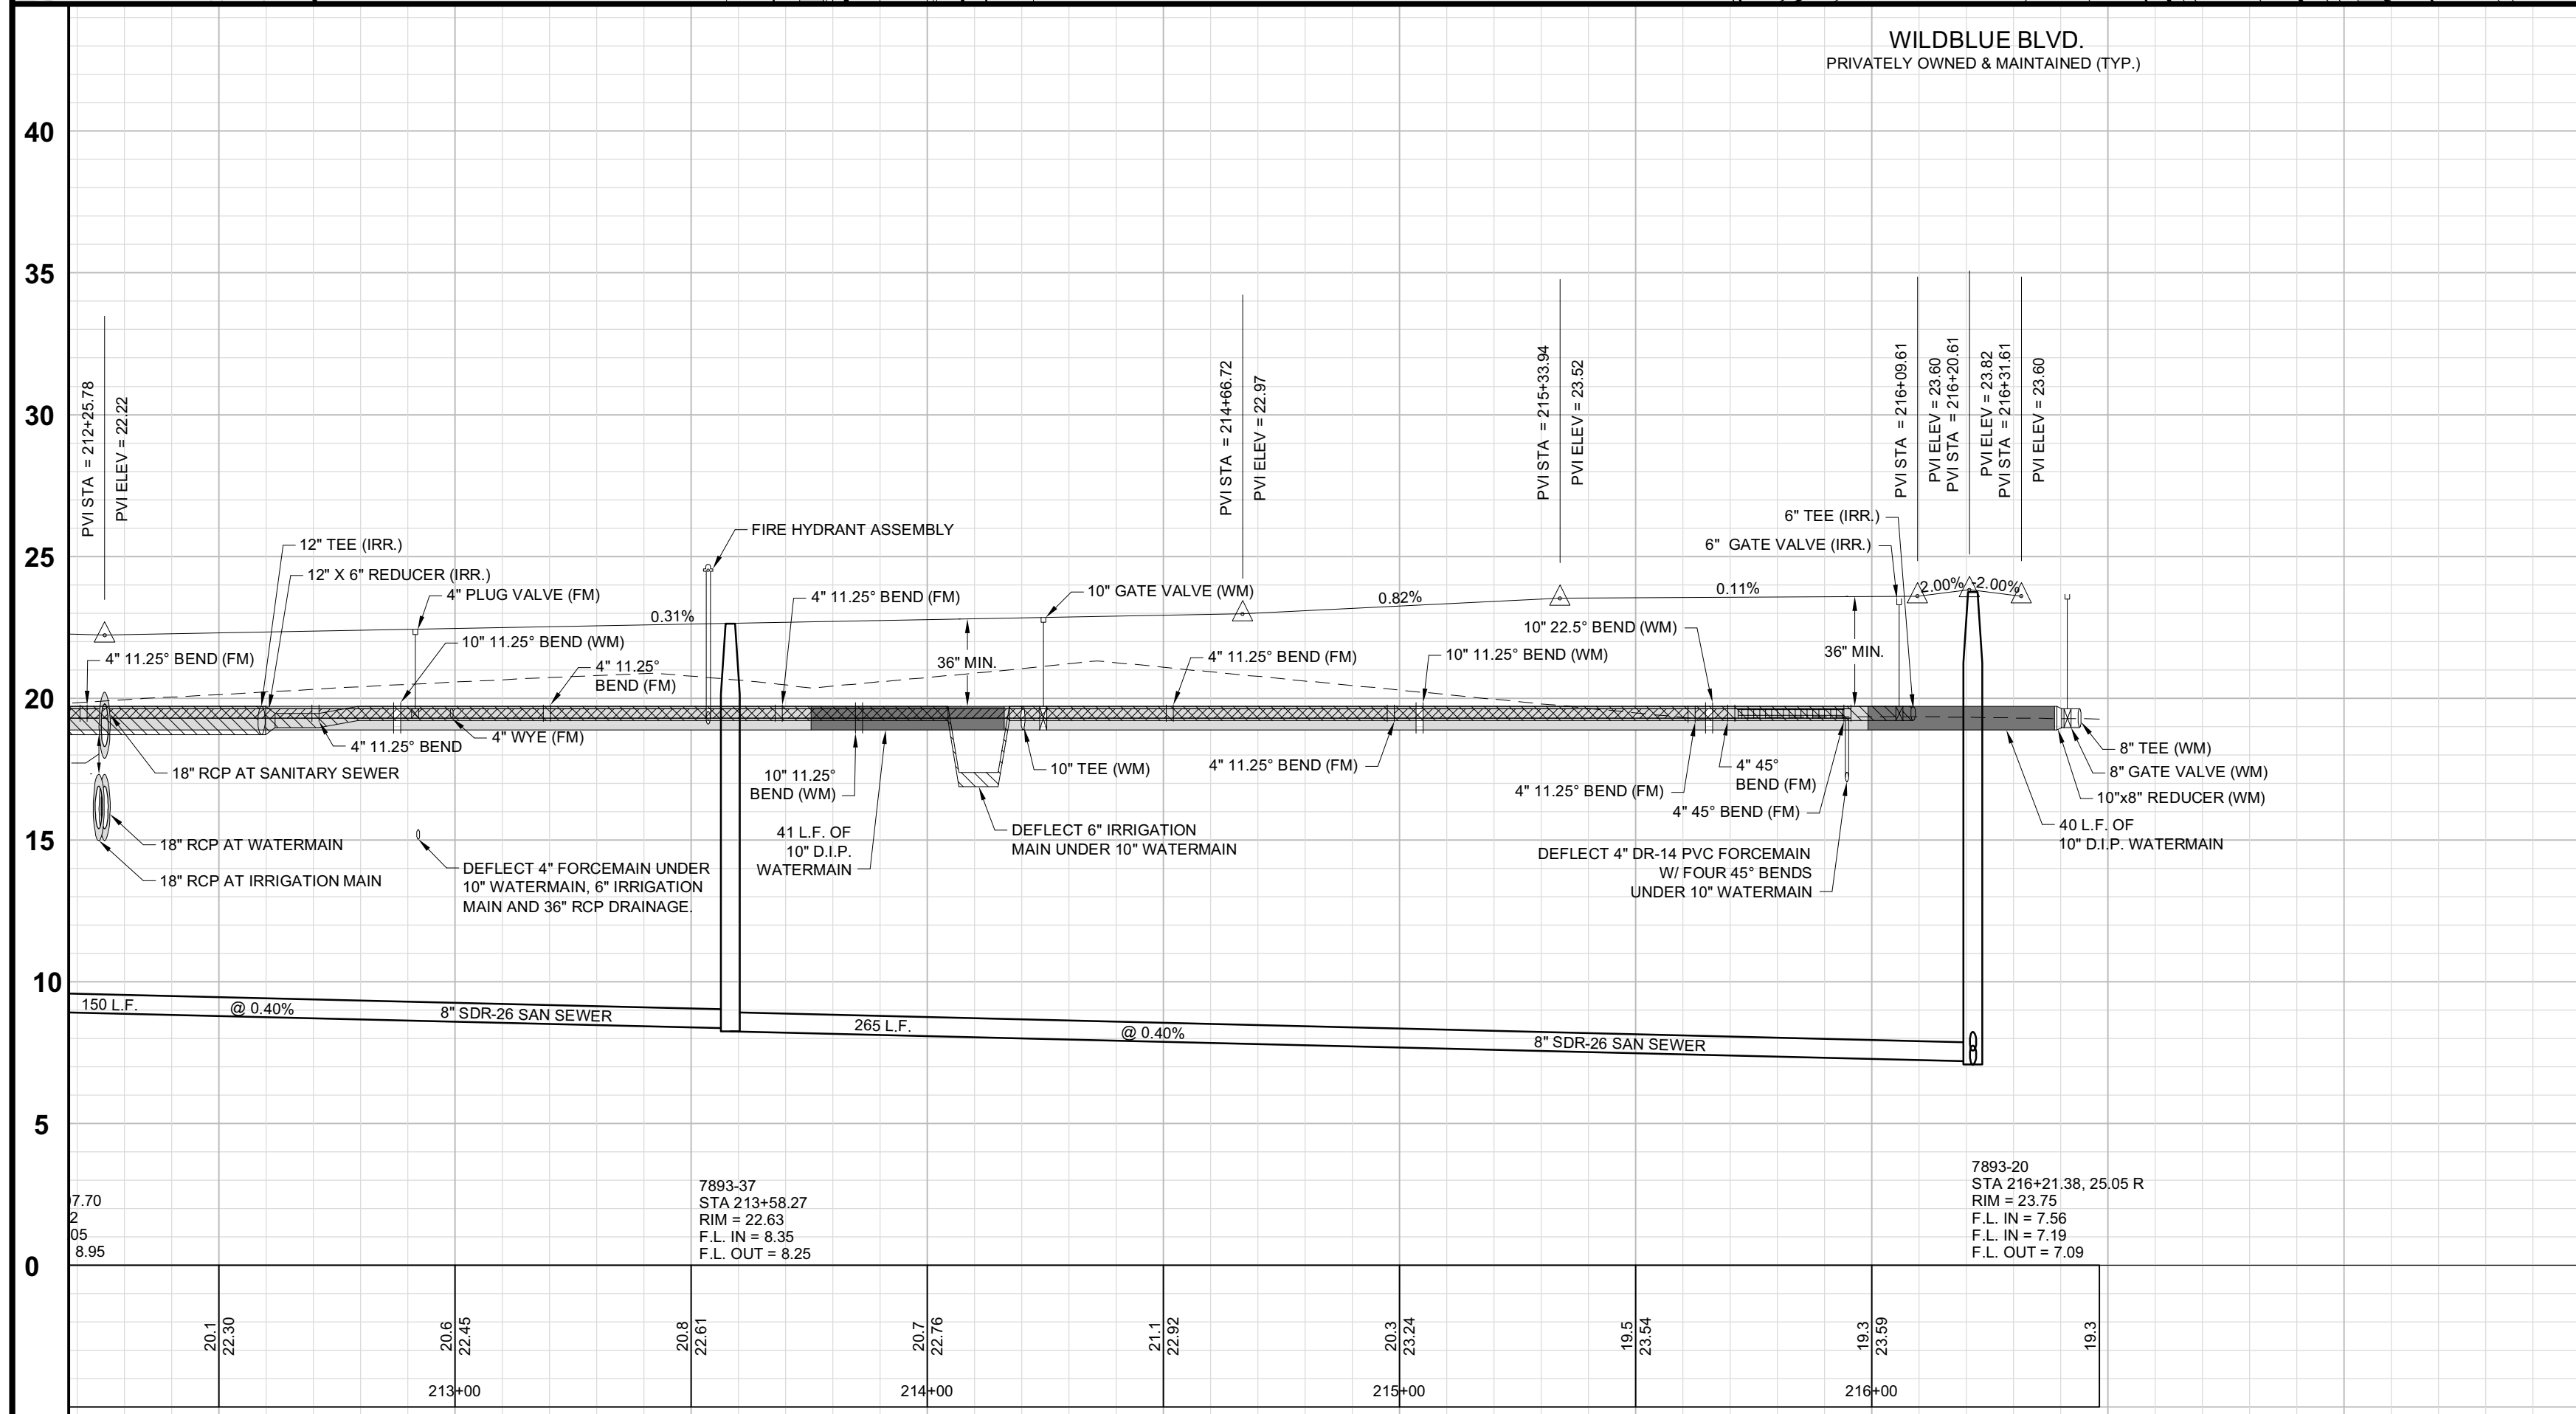 WILDBLUE BLVD.
PRIVATELY OWNED & MAINTAINED (TYP.)
40
35
30
25
20
15
10
5
0
PVI STA = 212+25.78
PVI ELEV = 22.22
PVI STA = 214+66.72
PVI ELEV = 22.97
PVI STA = 215+33.94
PVI ELEV = 23.52
PVI STA = 216+09.61
PVI ELEV = 23.60
PVI STA = 216+20.61
PVI ELEV = 23.82
PVI STA = 216+31.61
PVI ELEV = 23.60
FIRE HYDRANT ASSEMBLY
12" TEE (IRR.)
12" X 6" REDUCER (IRR.)
4" PLUG VALVE (FM)
0.31%
4" 11.25° BEND (FM)
10" GATE VALVE (WM)
0.82%
0.11%
6" TEE (IRR.)
6" GATE VALVE (IRR.)
2.00%
-2.00%
4" 11.25° BEND (FM)
10" 11.25° BEND (WM)
4" 11.25°
BEND (FM)
36" MIN.
4" 11.25° BEND (FM)
10" 11.25° BEND (WM)
10" 22.5° BEND (WM)
36" MIN.
4" 11.25° BEND
4" WYE (FM)
18" RCP AT SANITARY SEWER
18" RCP AT WATERMAIN
18" RCP AT IRRIGATION MAIN
DEFLECT 4" FORCEMAIN UNDER
10" WATERMAIN, 6" IRRIGATION
MAIN AND 36" RCP DRAINAGE.
10" 11.25°
BEND (WM)
41 L.F. OF
10" D.I.P.
WATERMAIN
10" TEE (WM)
DEFLECT 6" IRRIGATION
MAIN UNDER 10" WATERMAIN
4" 11.25° BEND (FM)
4" 11.25° BEND (FM)
4" 45°
BEND (FM)
4" 45° BEND (FM)
DEFLECT 4" DR-14 PVC FORCEMAIN
W/ FOUR 45° BENDS
UNDER 10" WATERMAIN
8" TEE (WM)
8" GATE VALVE (WM)
10"x8" REDUCER (WM)
40 L.F. OF
10" D.I.P. WATERMAIN
150 L.F.
@ 0.40%
8" SDR-26 SAN SEWER
265 L.F.
@ 0.40%
8" SDR-26 SAN SEWER
7.70
2
05
8.95
7893-37
STA 213+58.27
RIM = 22.63
F.L. IN = 8.35
F.L. OUT = 8.25
7893-20
STA 216+21.38, 25.05 R
RIM = 23.75
F.L. IN = 7.56
F.L. IN = 7.19
F.L. OUT = 7.09
20.1
22.30
20.6
22.45
20.8
22.61
20.7
22.76
21.1
22.92
20.3
23.24
19.5
23.54
19.3
23.59
19.3
213+00
214+00
215+00
216+00